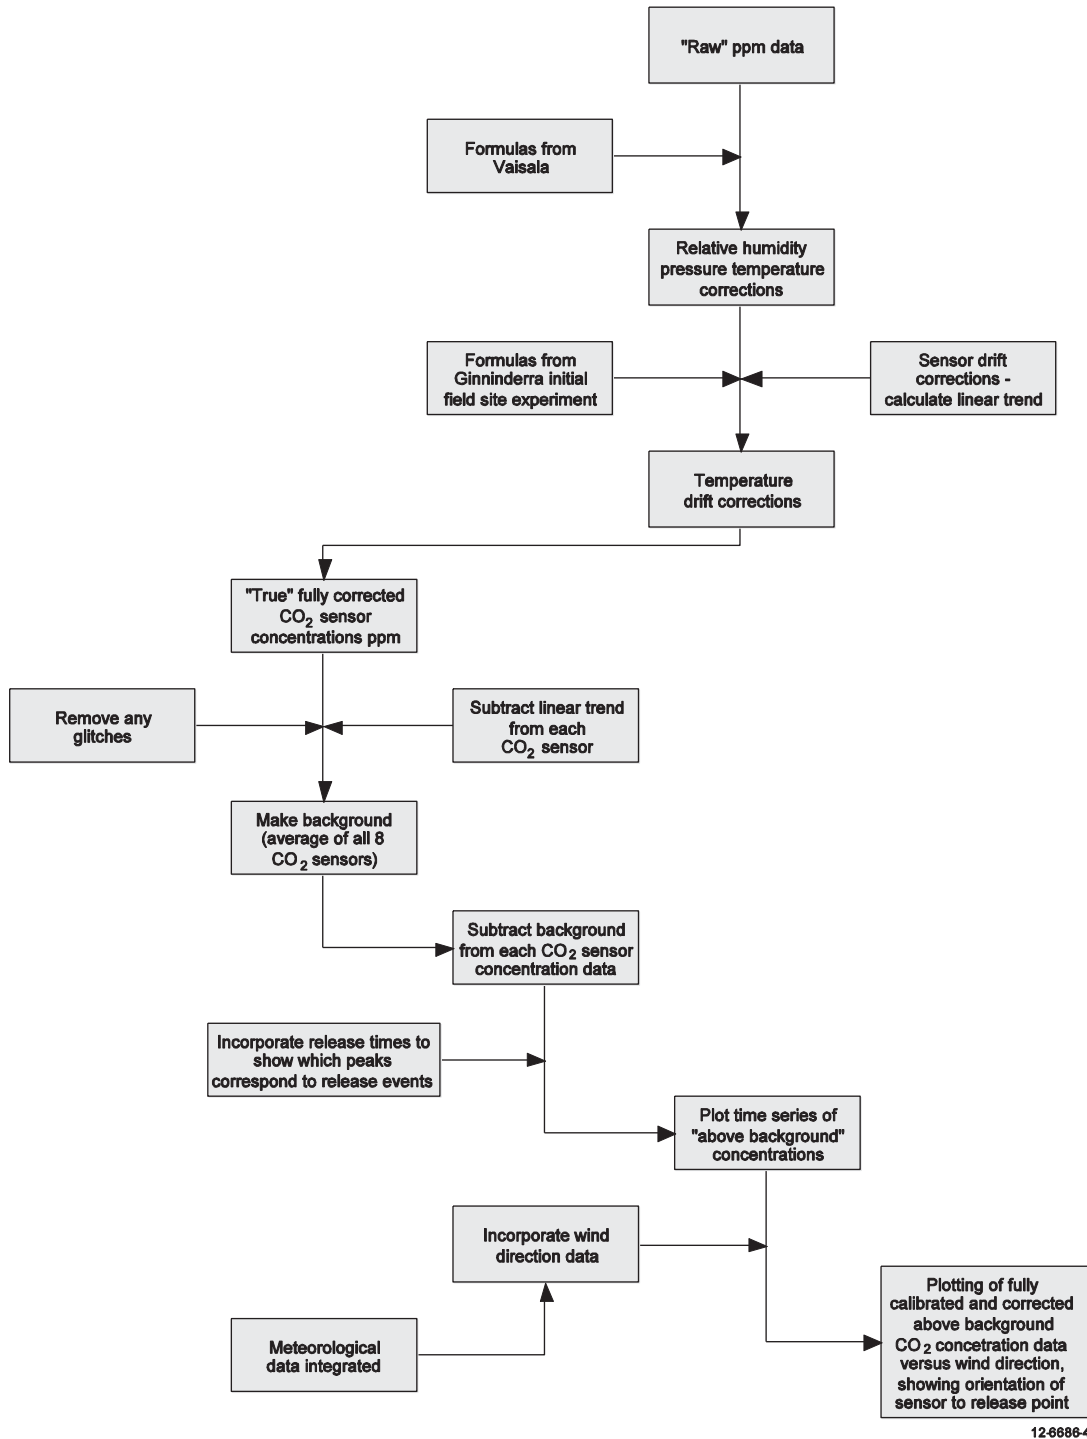 "Raw" ppm data
Formulas from
Vaisala
Relative humidity
pressure temperature
corrections
Formulas from
Ginninderra initial
field site experiment
Sensor drift
corrections -
calculate linear trend
Temperature
drift corrections
"True" fully corrected
CO2 sensor
concentrations ppm
Remove any
glitches
Subtract linear trend
from each
CO2 sensor
Make background
(average of all 8
CO2 sensors)
Subtract background
from each CO2 sensor
concentration data
Incorporate release times to
show which peaks
correspond to release events
Plot time series of
"above background"
concentrations
Incorporate wind
direction data
Meteorological
data integrated
Plotting of fully
calibrated and corrected
above background
CO2 concetration data
versus wind direction,
showing orientation of
sensor to release point
12-6686-4